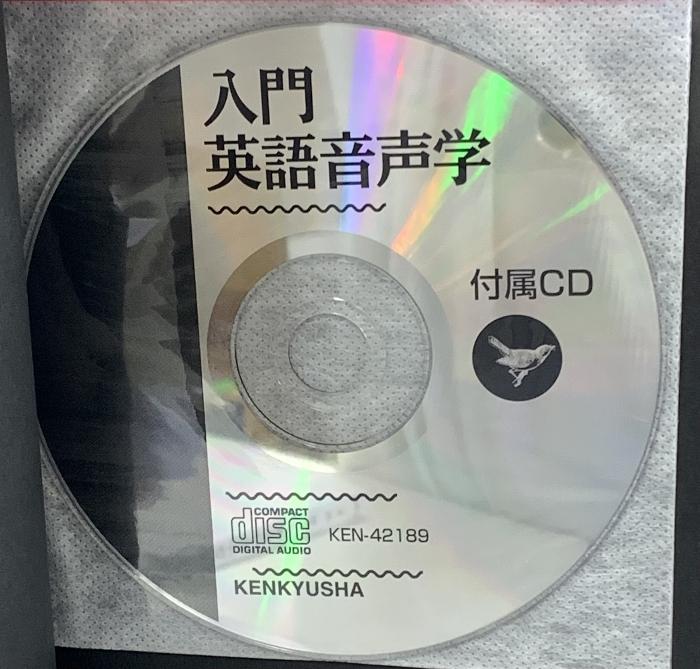 入門
英語音声学
付属CD
COMPACT
disc
DIGITAL AUDIO
KEN-42189
KENKYUSHA